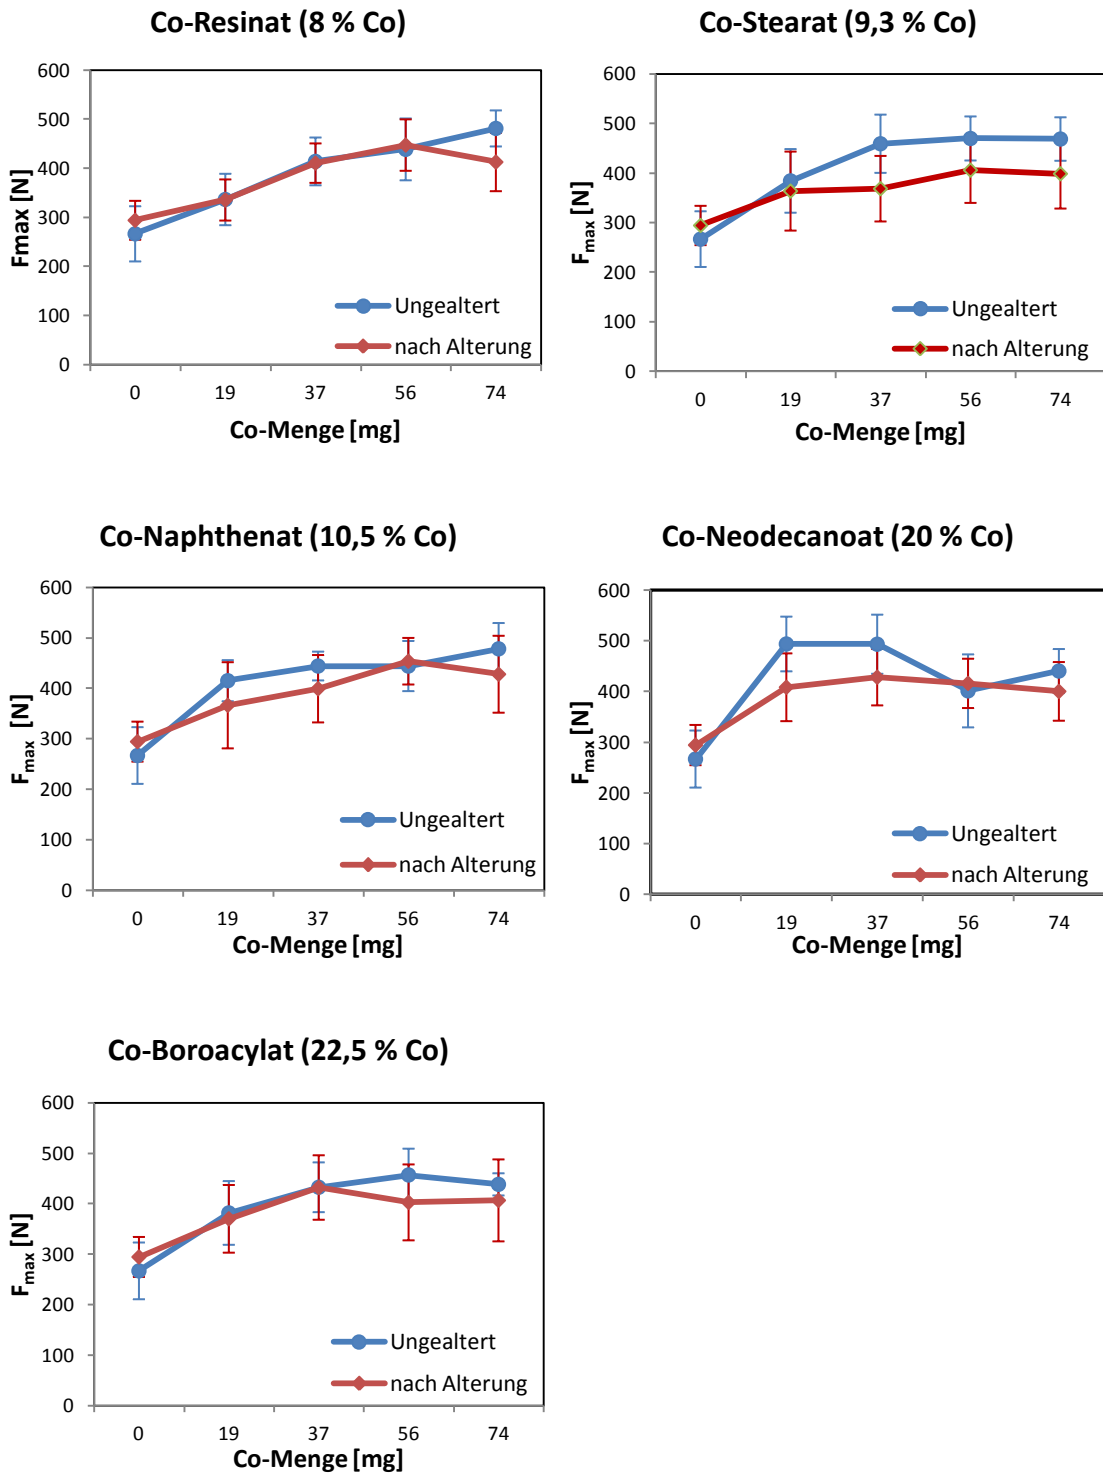 Co-Resinat (8 % Co)
600
500
400
300
200
100
0
Fmax [N]
Ungealtert
nach Alterung
0 19 37 56 74
Co-Menge [mg]
Co-Stearat (9,3 % Co)
600
500
400
300
200
100
0
Fmax [N]
Ungealtert
nach Alterung
0 19 37 56 74
Co-Menge [mg]
Co-Naphthenat (10,5 % Co)
600
500
400
300
200
100
0
Fmax [N]
Ungealtert
nach Alterung
0 19 37 56 74
Co-Menge [mg]
Co-Neodecanoat (20 % Co)
600
500
400
300
200
100
0
Fmax [N]
Ungealtert
nach Alterung
0 19 37 56 74
Co-Menge [mg]
Co-Boroacylat (22,5 % Co)
600
500
400
300
200
100
0
Fmax [N]
Ungealtert
nach Alterung
0 19 37 56 74
Co-Menge [mg]